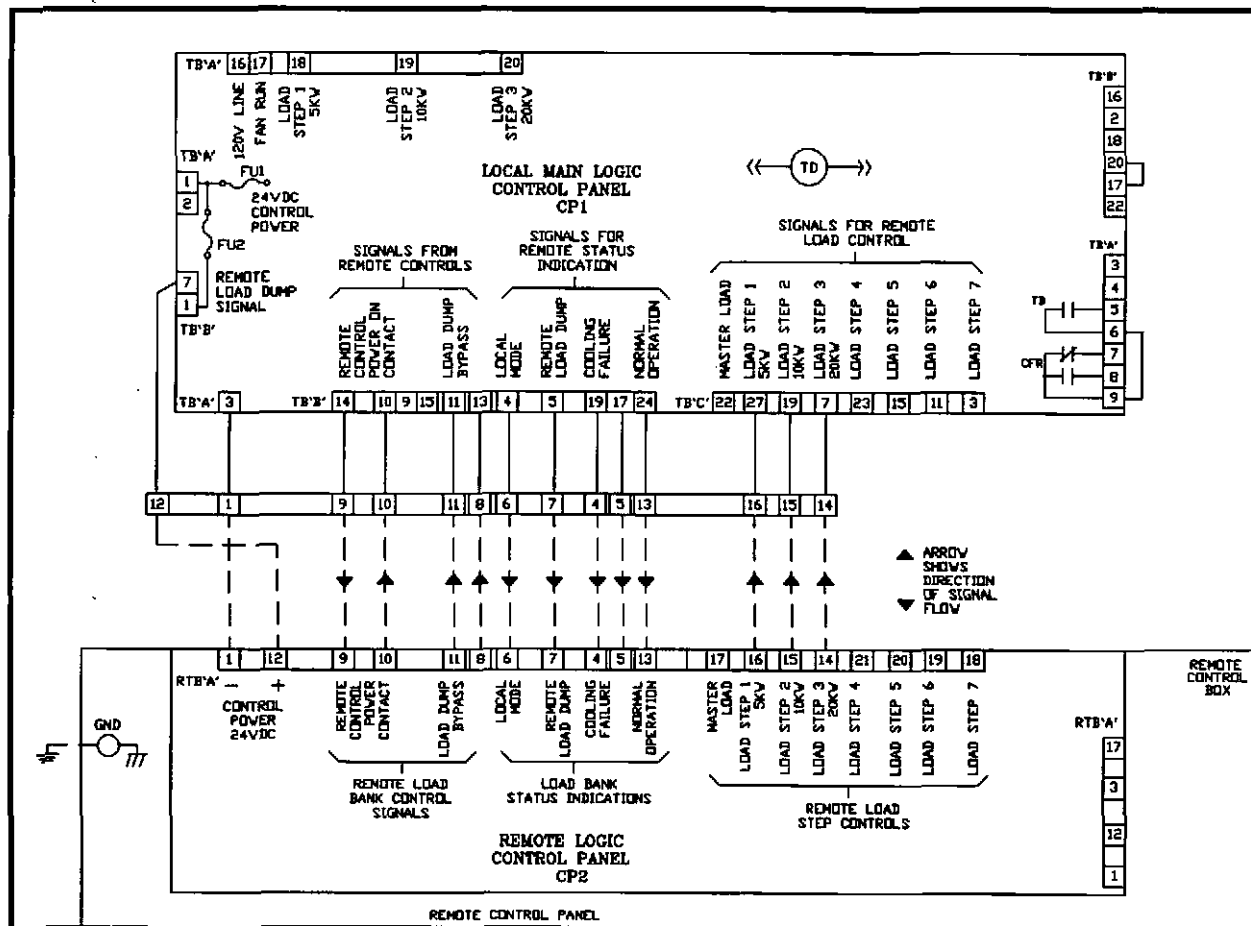 TB'A' 16 17 18 19 20
120V LINE
FAN RUN
LOAD STEP 1 5KW
LOAD STEP 2 10KW
LOAD STEP 3 20KW
TB'B'
16
2
18
20
17
22
TB'A'
1
2
FU1
24VDC
CONTROL
POWER
FU2
7
1
REMOTE
LOAD DUMP
SIGNAL
TB'B'
LOCAL MAIN LOGIC
CONTROL PANEL
CP1
TD
SIGNALS FROM
REMOTE CONTROLS
SIGNALS FOR
REMOTE STATUS
INDICATION
SIGNALS FOR REMOTE
LOAD CONTROL
REMOTE CONTROL POWER ON CONTACT
LOAD DUMP BYPASS
LOCAL MODE
REMOTE LOAD DUMP
COOLING FAILURE
NORMAL OPERATION
MASTER LOAD
LOAD STEP 1 5KW
LOAD STEP 2 10KW
LOAD STEP 3 20KW
LOAD STEP 4
LOAD STEP 5
LOAD STEP 6
LOAD STEP 7
TB'A'
3
4
5
6
7
8
9
TB
CFR
TB'A' 3 TB'B' 14 10 9 15 11 13 4 5 19 17 24 TB'C' 22 27 19 7 23 15 11 3
12 1 9 10 11 8 6 7 4 5 13 16 15 14
ARROW
SHOWS
DIRECTION
OF SIGNAL
FLOW
1 12 9 10 11 8 6 7 4 5 13 17 16 15 14 21 20 19 18
RTB'A'
- +
CONTROL
POWER
24VDC
REMOTE CONTROL POWER CONTACT
LOAD DUMP BYPASS
LOCAL MODE
REMOTE LOAD DUMP
COOLING FAILURE
NORMAL OPERATION
MASTER LOAD
LOAD STEP 1 5KW
LOAD STEP 2 10KW
LOAD STEP 3 20KW
LOAD STEP 4
LOAD STEP 5
LOAD STEP 6
LOAD STEP 7
REMOTE
CONTROL
BOX
GND
RTB'A'
17
3
12
1
REMOTE LOAD
BANK CONTROL
SIGNALS
LOAD BANK
STATUS INDICATIONS
REMOTE LOAD
STEP CONTROLS
REMOTE LOGIC
CONTROL PANEL
CP2
REMOTE CONTROL PANEL